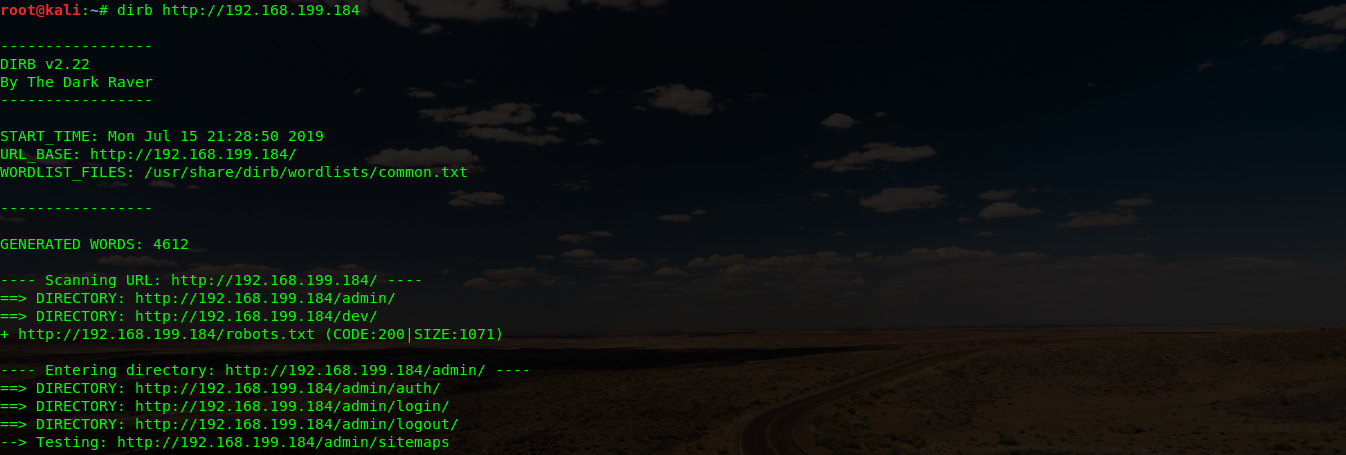 root@kali:~# dirb http://192.168.199.184
-----------------
DIRB v2.22
By The Dark Raver
-----------------
START_TIME: Mon Jul 15 21:28:50 2019
URL_BASE: http://192.168.199.184/
WORDLIST_FILES: /usr/share/dirb/wordlists/common.txt
-----------------
GENERATED WORDS: 4612
---- Scanning URL: http://192.168.199.184/ ----
==> DIRECTORY: http://192.168.199.184/admin/
==> DIRECTORY: http://192.168.199.184/dev/
+ http://192.168.199.184/robots.txt (CODE:200|SIZE:1071)
---- Entering directory: http://192.168.199.184/admin/ ----
==> DIRECTORY: http://192.168.199.184/admin/auth/
==> DIRECTORY: http://192.168.199.184/admin/login/
==> DIRECTORY: http://192.168.199.184/admin/logout/
--> Testing: http://192.168.199.184/admin/sitemaps